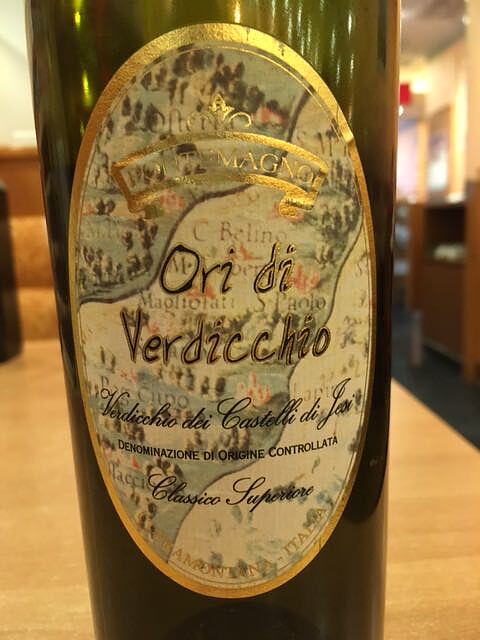 MONTE MAGNO
C Belino
Ori di
Magliolati S Paolo
Verdicchio
Verdicchio dei Castelli di Jesi
DENOMINAZIONE DI ORIGINE CONTROLLATA
Classico Superiore
ITALIA